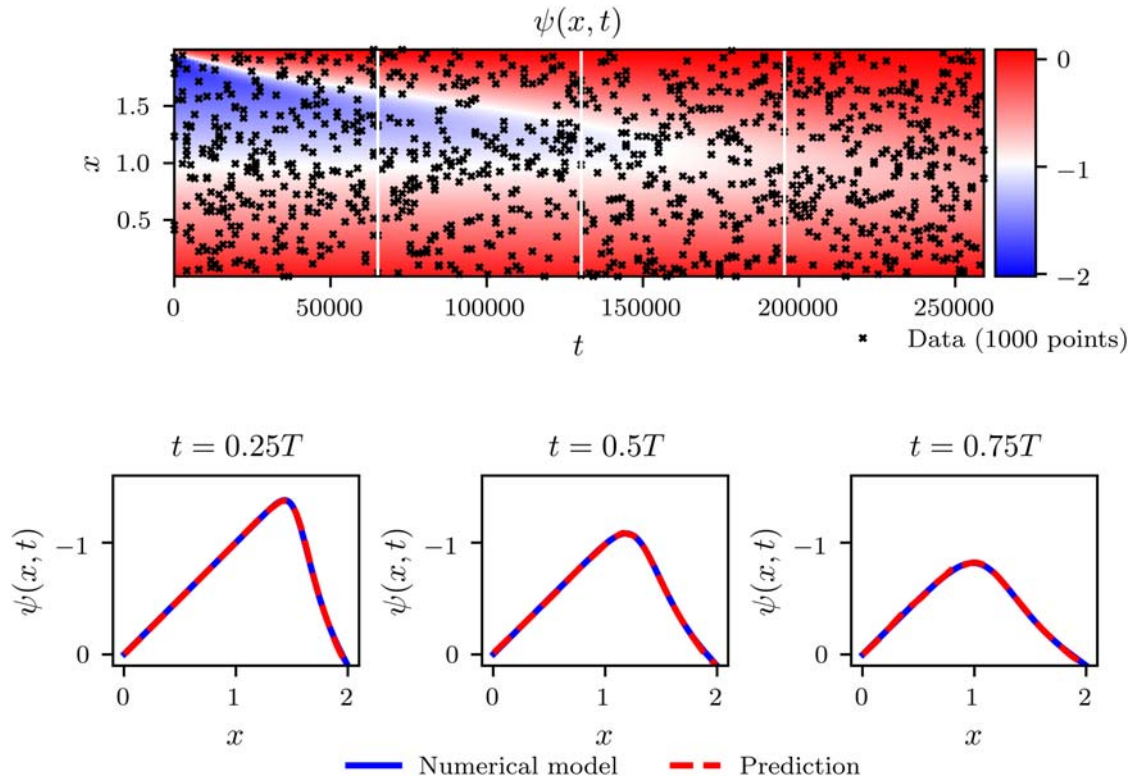 ψ(x, t)
0
1.5
1.0
x
−1
0.5
−2
0 50000 100000 150000 200000 250000
t
Data (1000 points)
t = 0.25T t = 0.5T t = 0.75T
ψ(x, t) ψ(x, t) ψ(x, t)
−1 −1 −1
0 0 0
0 1 2 0 1 2 0 1 2
x x x
Numerical model Prediction